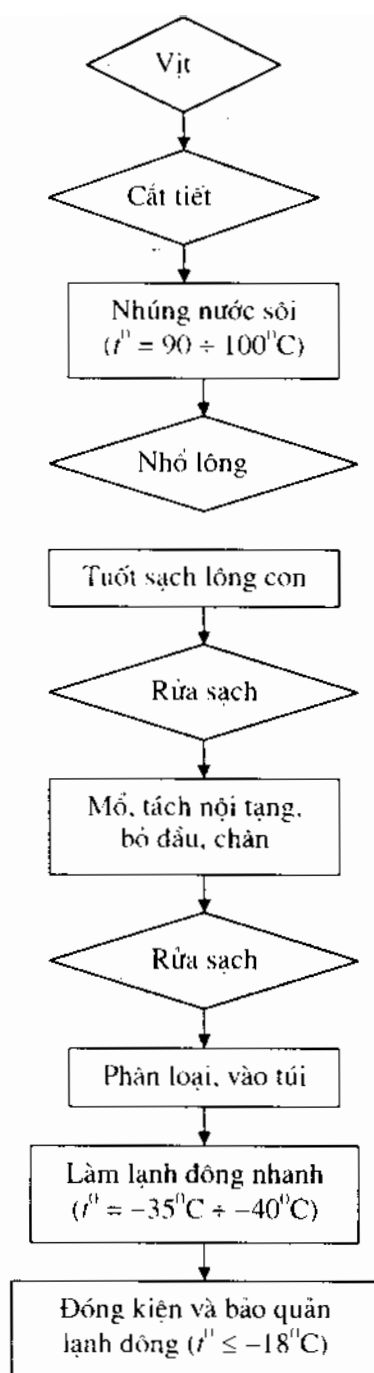 Vịt
Cắt tiết
Nhúng nước sôi
(t⁰ = 90 ÷ 100⁰C)
Nhổ lông
Tuốt sạch lông con
Rửa sạch
Mổ, tách nội tạng,
bỏ đầu, chân
Rửa sạch
Phân loại, vào túi
Làm lạnh đông nhanh
(t⁰ = −35⁰C ÷ −40⁰C)
Đóng kiện và bảo quản
lạnh đông (t⁰ ≤ −18⁰C)